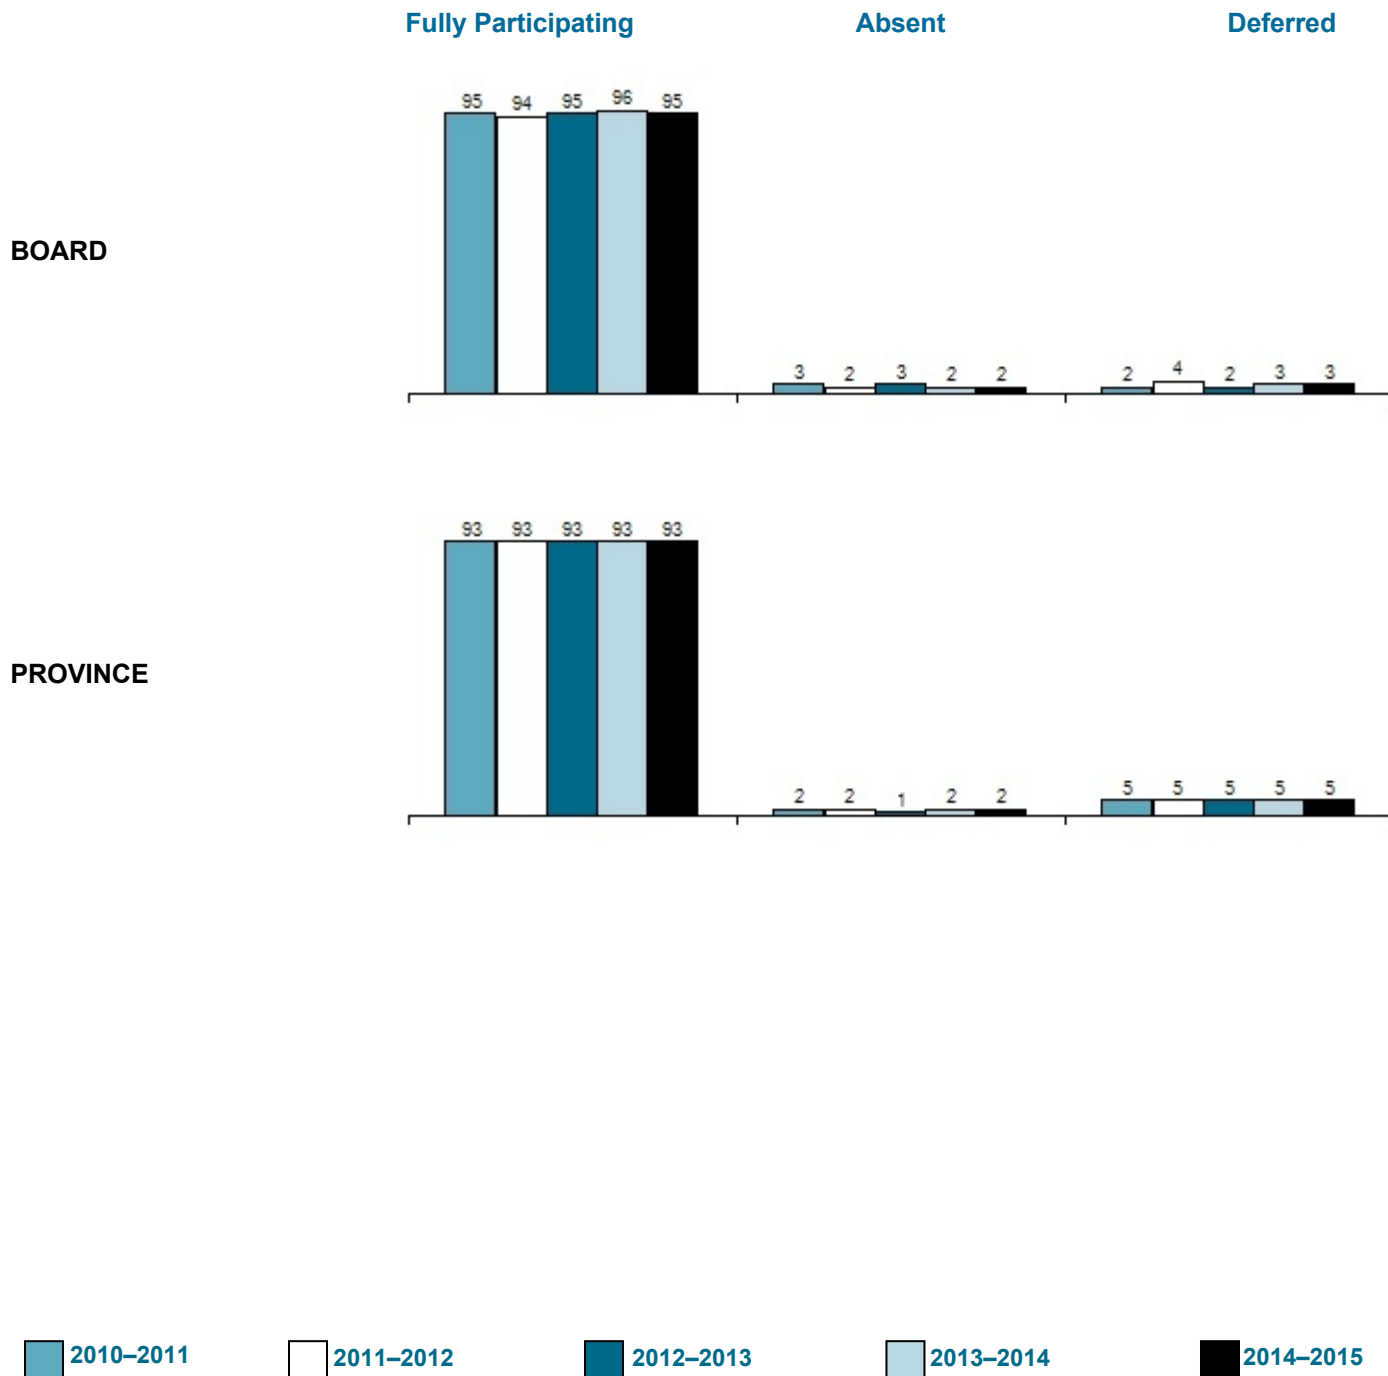 Fully Participating Absent Deferred
95 94 95 96 95 3 2 3 2 2 2 4 2 3 3
BOARD
93 93 93 93 93 2 2 1 2 2 5 5 5 5 5
PROVINCE
2010–2011 2011–2012 2012–2013 2013–2014 2014–2015